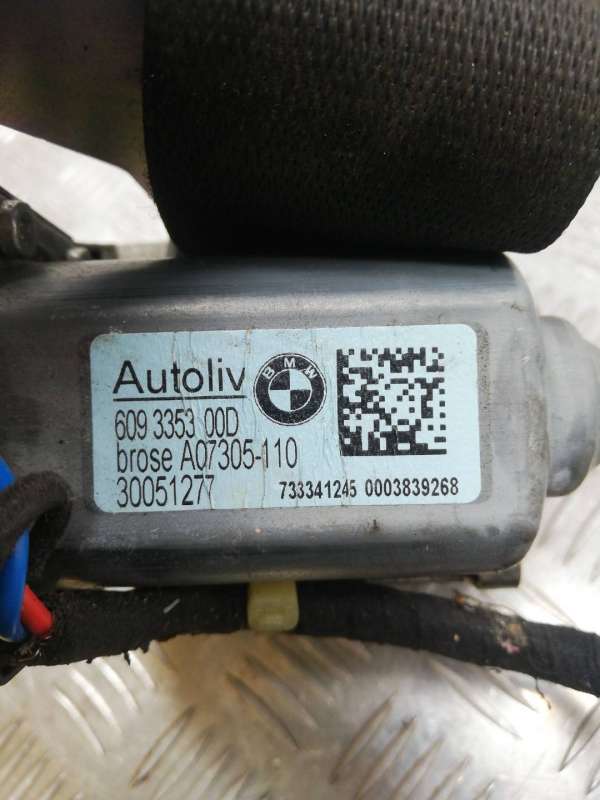 Autoliv BMW
609 3353 00D
brose A07305-110
30051277 733341245 0003839268